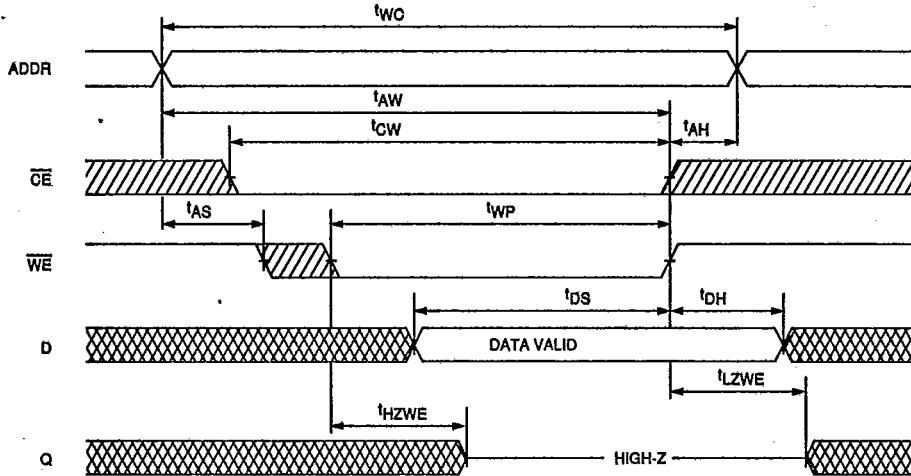 tWC
ADDR
tAW
tCW
tAH
CE
tAS
tWP
WE
tDS
tDH
D
DATA VALID
tLZWE
tHZWE
Q
HIGH-Z